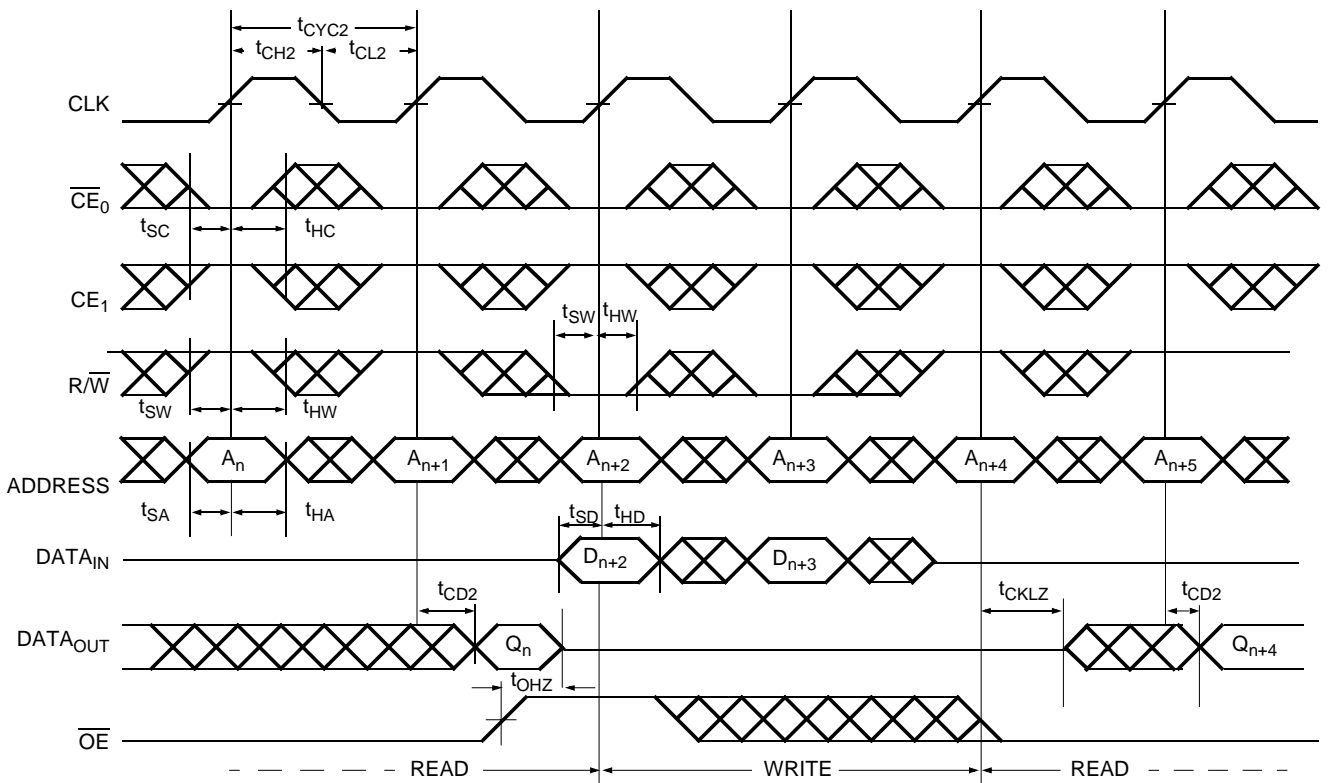 tCYC2
tCH2 tCL2
CLK
CE0
tSC tHC
CE1
tSW tHW
R/W
tSW tHW
An An+1 An+2 An+3 An+4 An+5
ADDRESS
tSA tHA tSD tHD
DATAIN Dn+2 Dn+3
tCD2 tCKLZ tCD2
DATAOUT Qn Qn+4
tOHZ
OE
READ WRITE READ